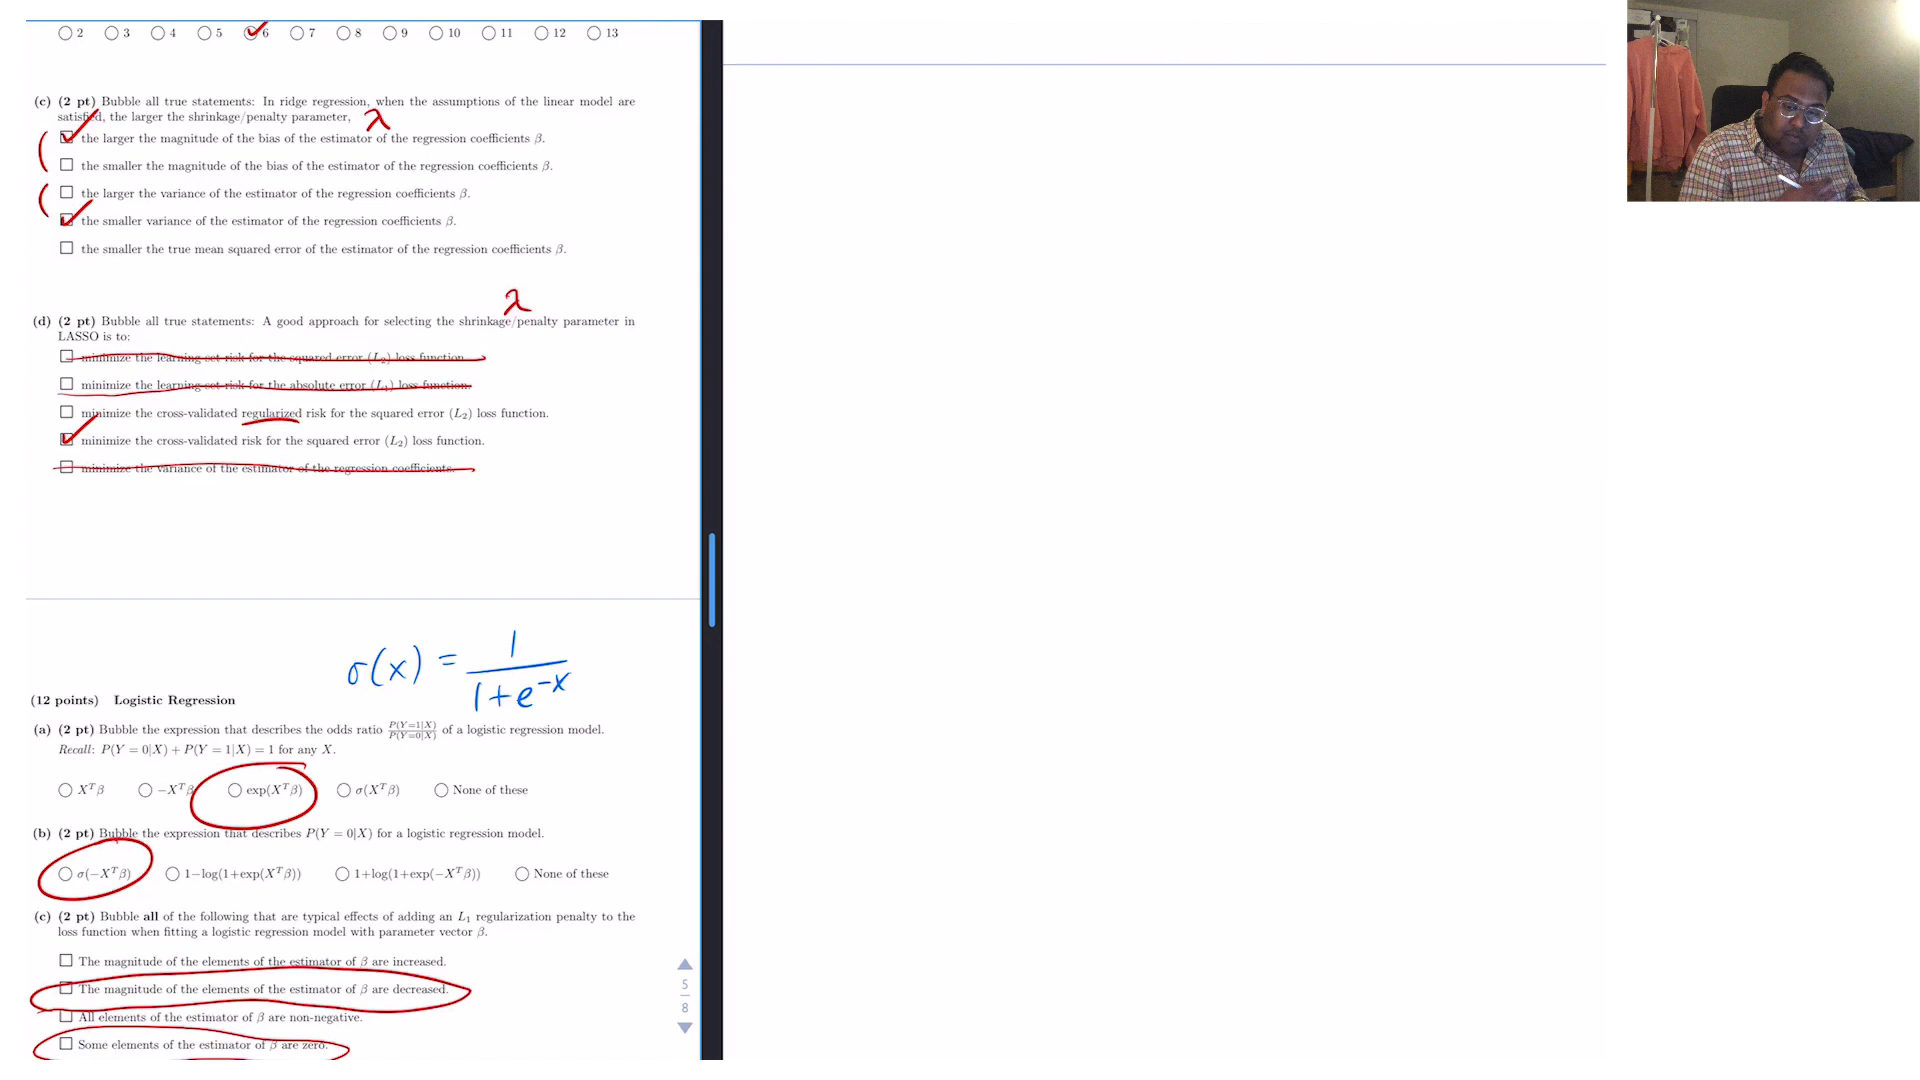 2 3 4 5 6 7 8 9 10 11 12 13
(c) (2 pt) Bubble all true statements: In ridge regression, when the assumptions of the linear model are
satisfied, the larger the shrinkage/penalty parameter,
λ
the larger the magnitude of the bias of the estimator of the regression coefficients β.
the smaller the magnitude of the bias of the estimator of the regression coefficients β.
the larger the variance of the estimator of the regression coefficients β.
the smaller the variance of the estimator of the regression coefficients β.
the smaller the true mean squared error of the estimator of the regression coefficients β.
λ
(d) (2 pt) Bubble all true statements: A good approach for selecting the shrinkage/penalty parameter in
LASSO is to:
minimize the learning set risk for the squared error (L₂) loss function.
minimize the learning set risk for the absolute error (L₁) loss function.
minimize the cross-validated regularized risk for the squared error (L₂) loss function.
minimize the cross-validated risk for the squared error (L₂) loss function.
minimize the variance of the estimator of the regression coefficients.
σ(x) = 1 / (1+e^-x)
(12 points) Logistic Regression
(a) (2 pt) Bubble the expression that describes the odds ratio P(Y=1|X)/P(Y=0|X) of a logistic regression model.
Recall: P(Y = 0|X) + P(Y = 1|X) = 1 for any X.
X^T β −X^T β exp(X^T β) σ(X^T β) None of these
(b) (2 pt) Bubble the expression that describes P(Y = 0|X) for a logistic regression model.
σ(−X^T β) 1−log(1+exp(X^T β)) 1+log(1+exp(−X^T β)) None of these
(c) (2 pt) Bubble all of the following that are typical effects of adding an L₁ regularization penalty to the
loss function when fitting a logistic regression model with parameter vector β.
The magnitude of the elements of the estimator of β are increased.
The magnitude of the elements of the estimator of β are decreased.
All elements of the estimator of β are non-negative.
Some elements of the estimator of β are zero.
5
8